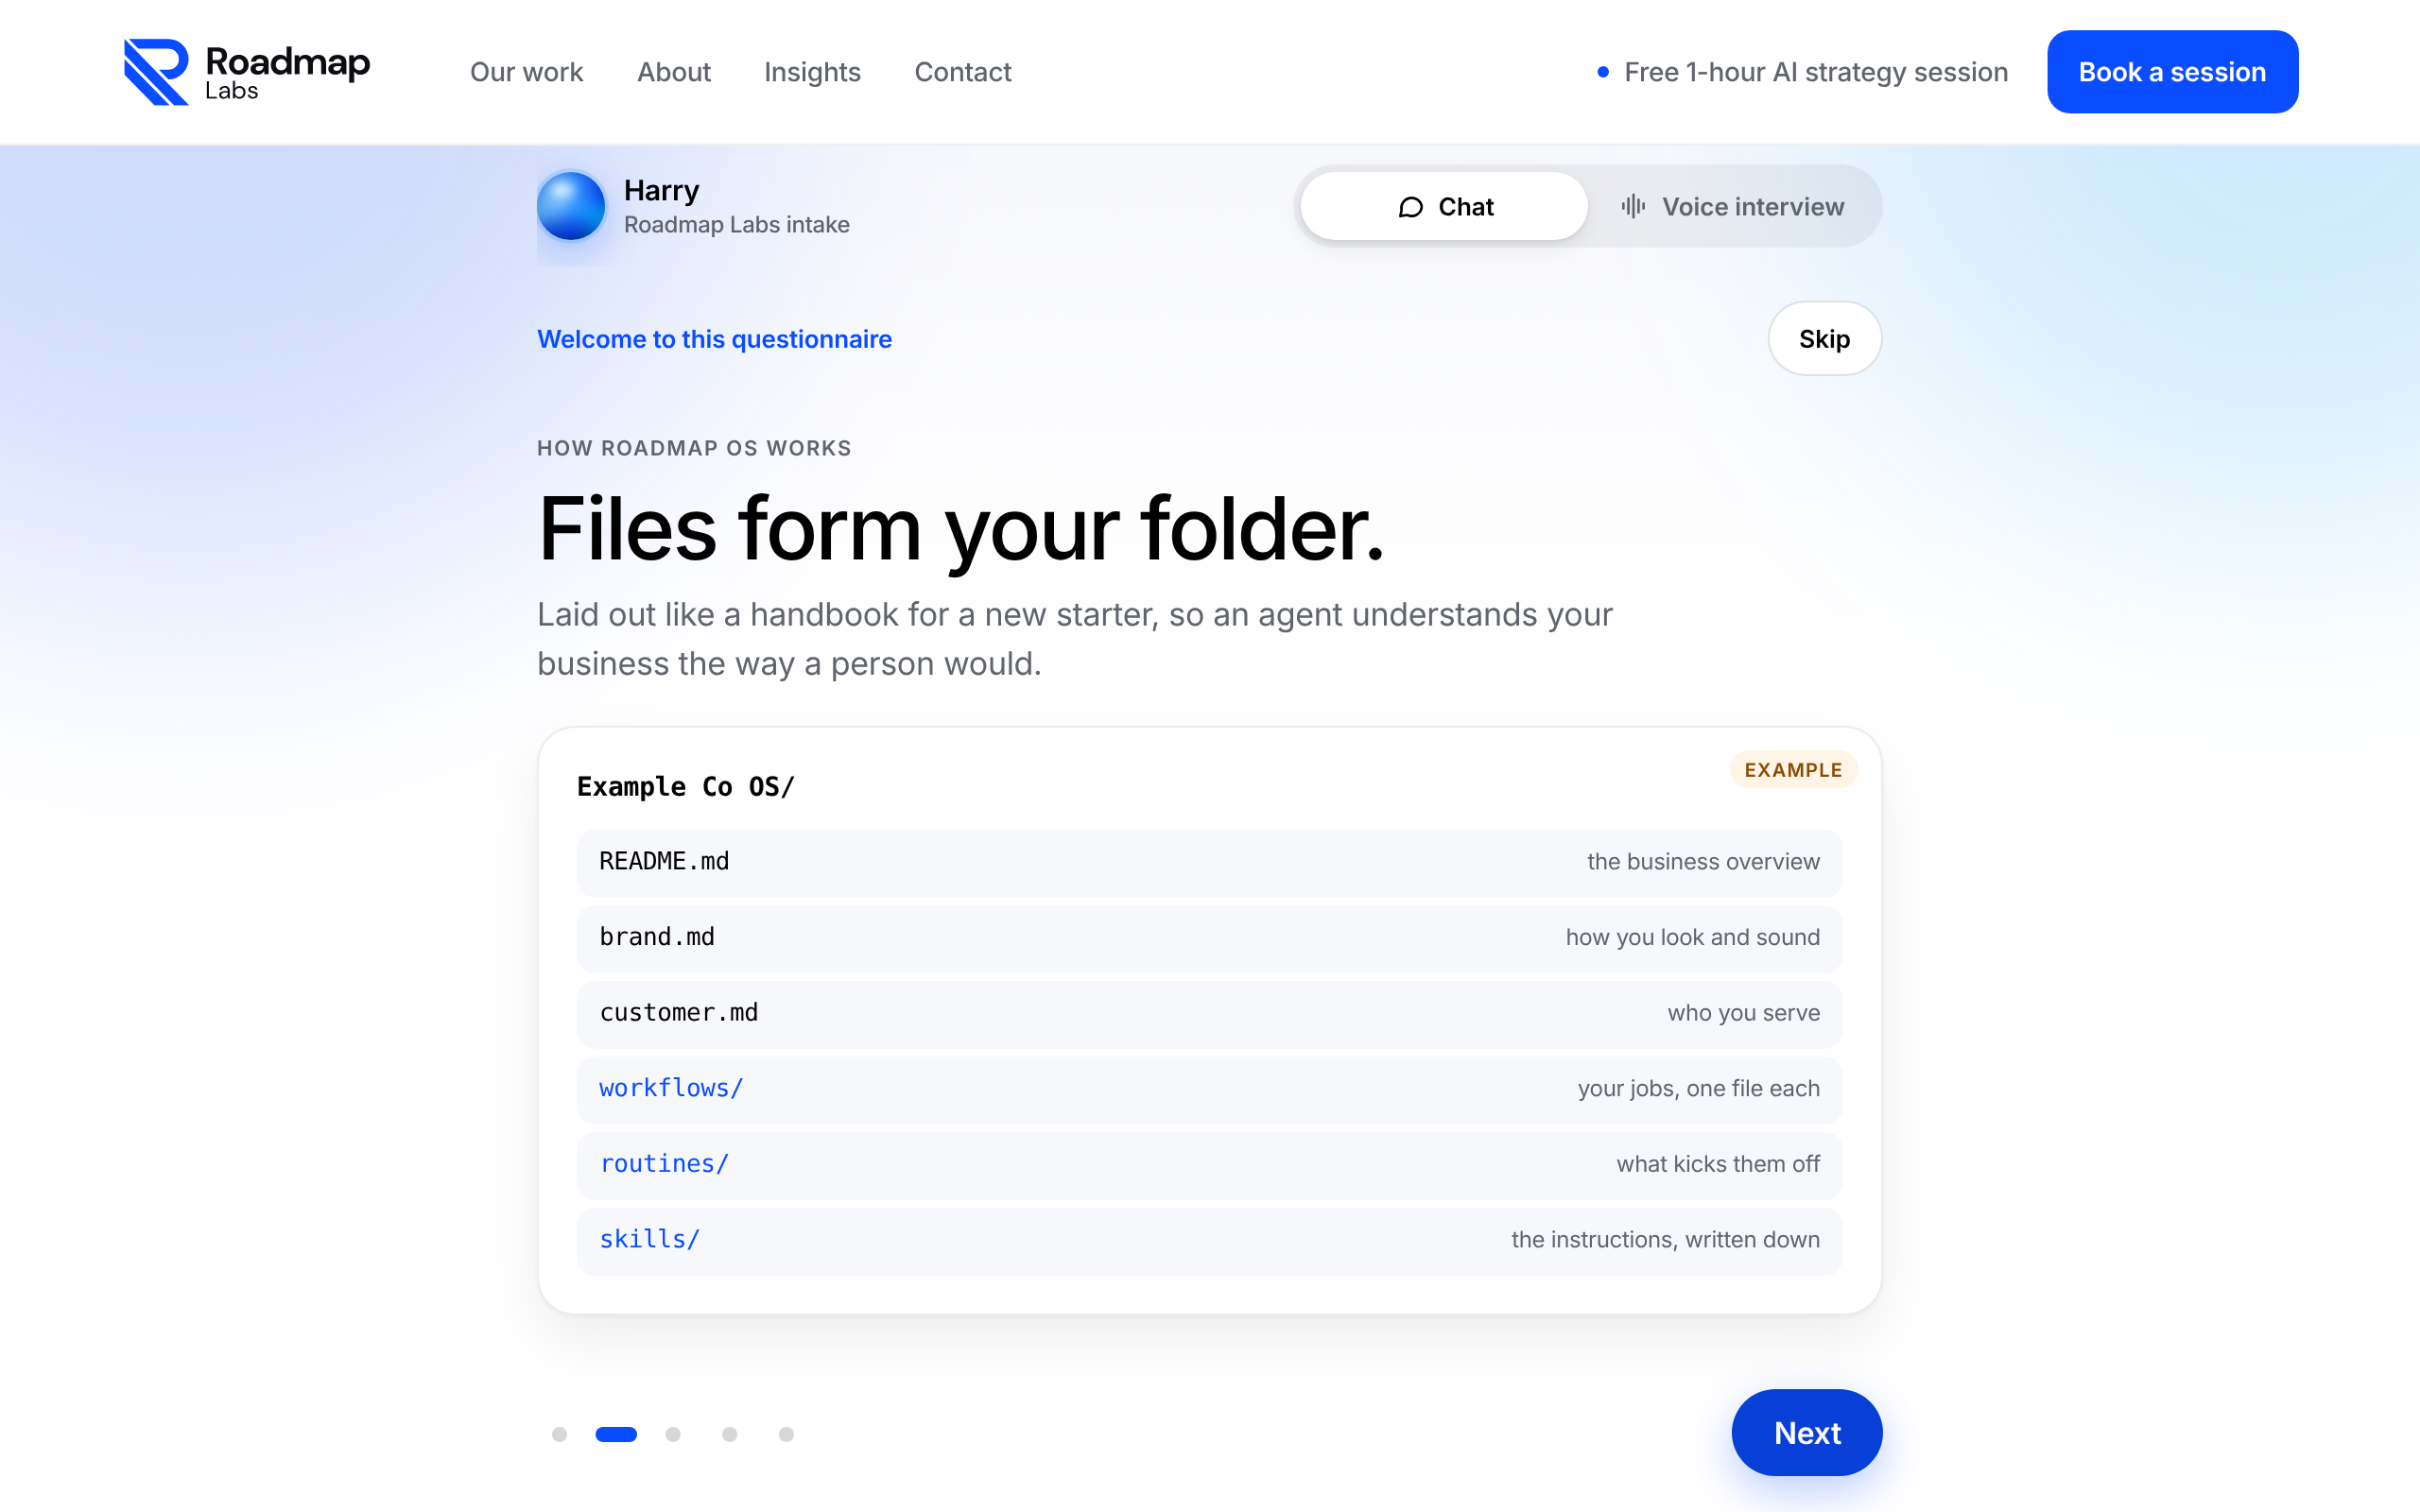 Roadmap
Labs
Our work
About
Insights
Contact
Free 1-hour AI strategy session
Book a session
Harry
Roadmap Labs intake
Chat
Voice interview
Welcome to this questionnaire
Skip
HOW ROADMAP OS WORKS
Files form your folder.
Laid out like a handbook for a new starter, so an agent understands your
business the way a person would.
EXAMPLE
Example Co OS/
README.md
the business overview
brand.md
how you look and sound
customer.md
who you serve
workflows/
your jobs, one file each
routines/
what kicks them off
skills/
the instructions, written down
Next